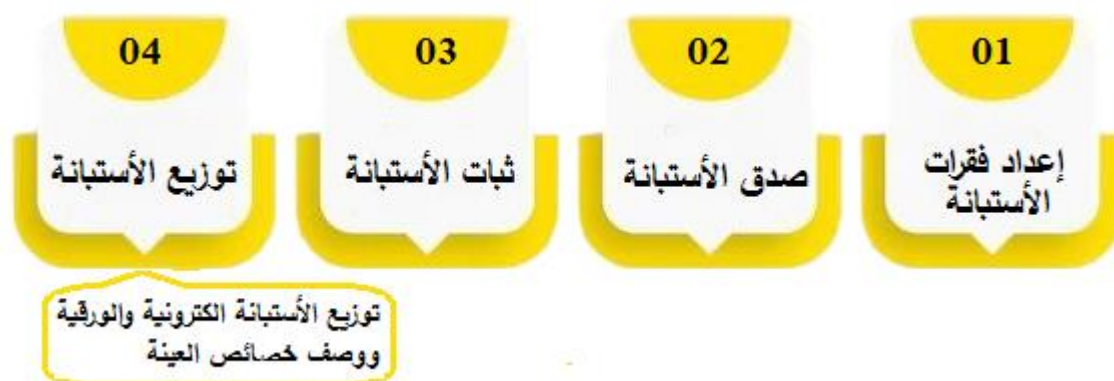 01
إعداد فقرات
الأستبانة
02
صدق الأستبانة
03
ثبات الأستبانة
04
توزيع الأستبانة
توزيع الأستبانة الكترونية والورقية
ووصف خصائص العينة